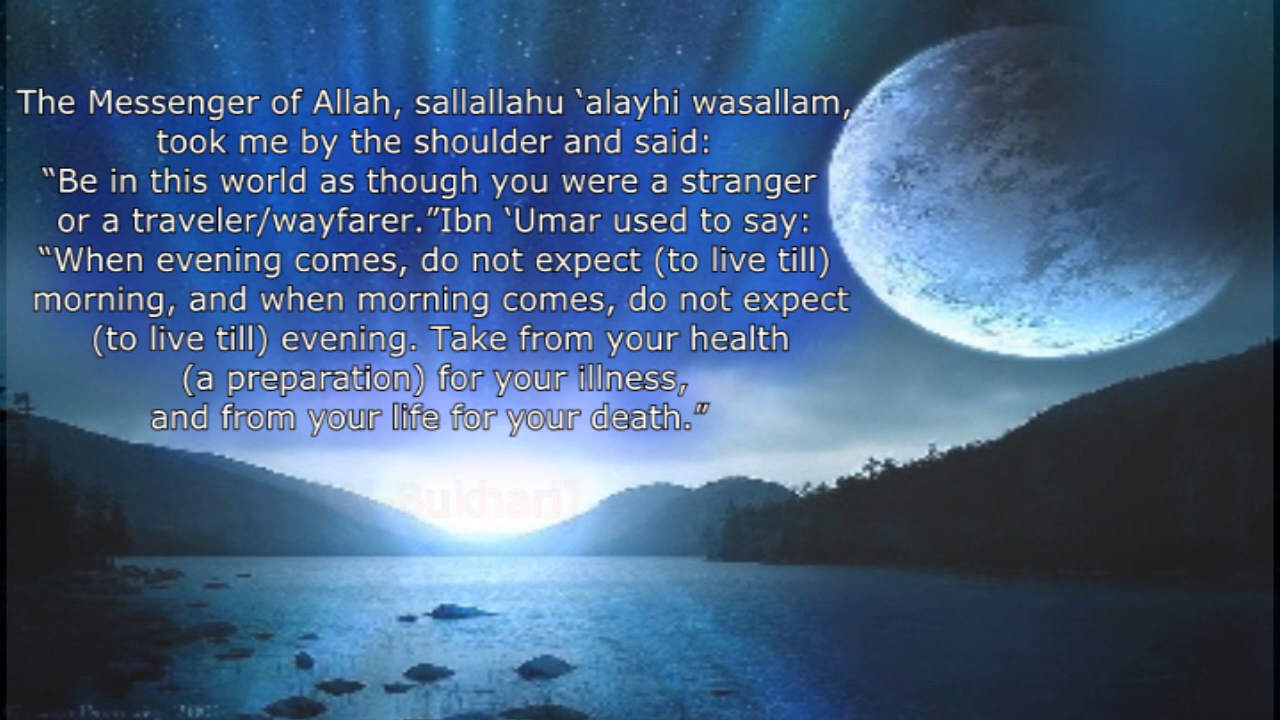 The Messenger of Allah, sallallahu ‘alayhi wasallam,
took me by the shoulder and said:
“Be in this world as though you were a stranger
or a traveler/wayfarer.”Ibn ‘Umar used to say:
“When evening comes, do not expect (to live till)
morning, and when morning comes, do not expect
(to live till) evening. Take from your health
(a preparation) for your illness,
and from your life for your death.”
Bukhari]